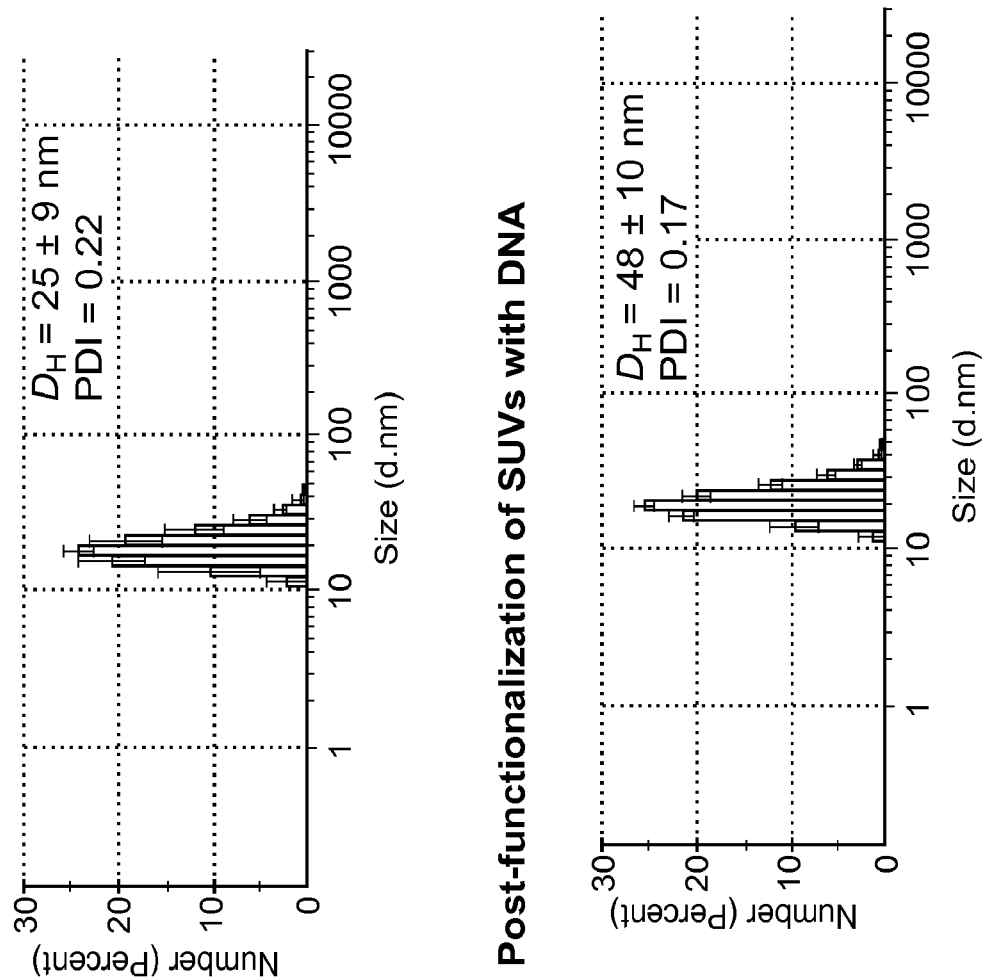 30
20
10
0
Number (Percent)
D_H = 25 ± 9 nm
PDI = 0.22
1 10 100 1000 10000
Size (d.nm)
Post-functionalization of SUVs with DNA
30
20
10
0
Number (Percent)
D_H = 48 ± 10 nm
PDI = 0.17
1 10 100 1000 10000
Size (d.nm)